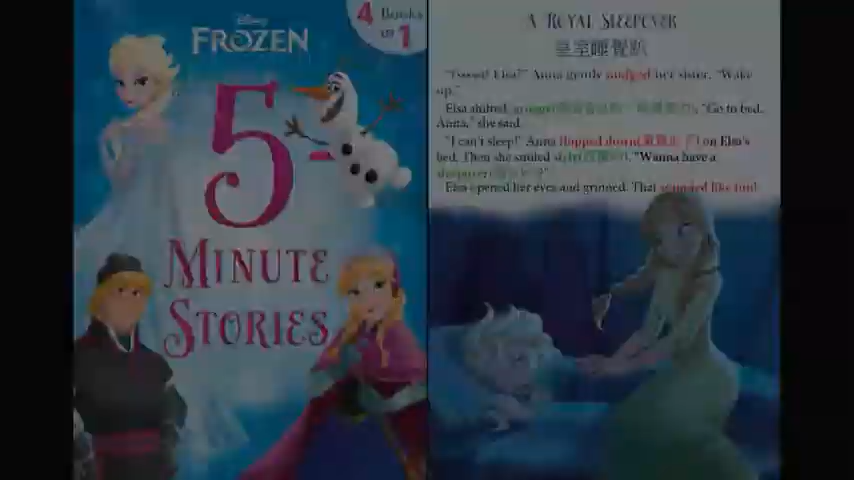 Disney
FROZEN
4 Books
in 1
5-
MINUTE
STORIES
A ROYAL SLEEPOVER
皇室睡覺趴
Elsa?" Anna gently nudged her sister. "Wake
up."
Elsa shifted, "Go to bed,
Anna," she said.
"I can't sleep!" Anna flopped down on Elsa's
bed. Then she smiled slyly "Wanna have a
sleepover
Elsa opened her eyes and grinned. That sounded like fun!